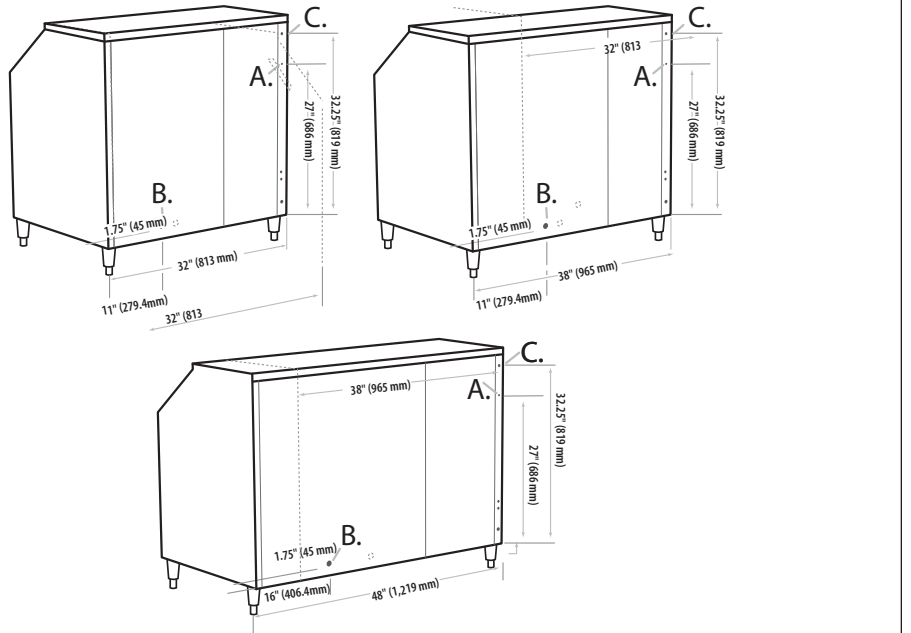 C.
A.
27" (686 mm)
32.25" (819 mm)
B.
1.75" (45 mm)
32" (813 mm)
11" (279.4mm)
32" (813
C.
32" (813
A.
27" (686 mm)
32.25" (819 mm)
B.
1.75" (45 mm)
38" (965 mm)
11" (279.4mm)
C.
38" (965 mm)
A.
27" (686 mm)
32.25" (819 mm)
B.
1.75" (45 mm)
16" (406.4mm)
48" (1,219 mm)